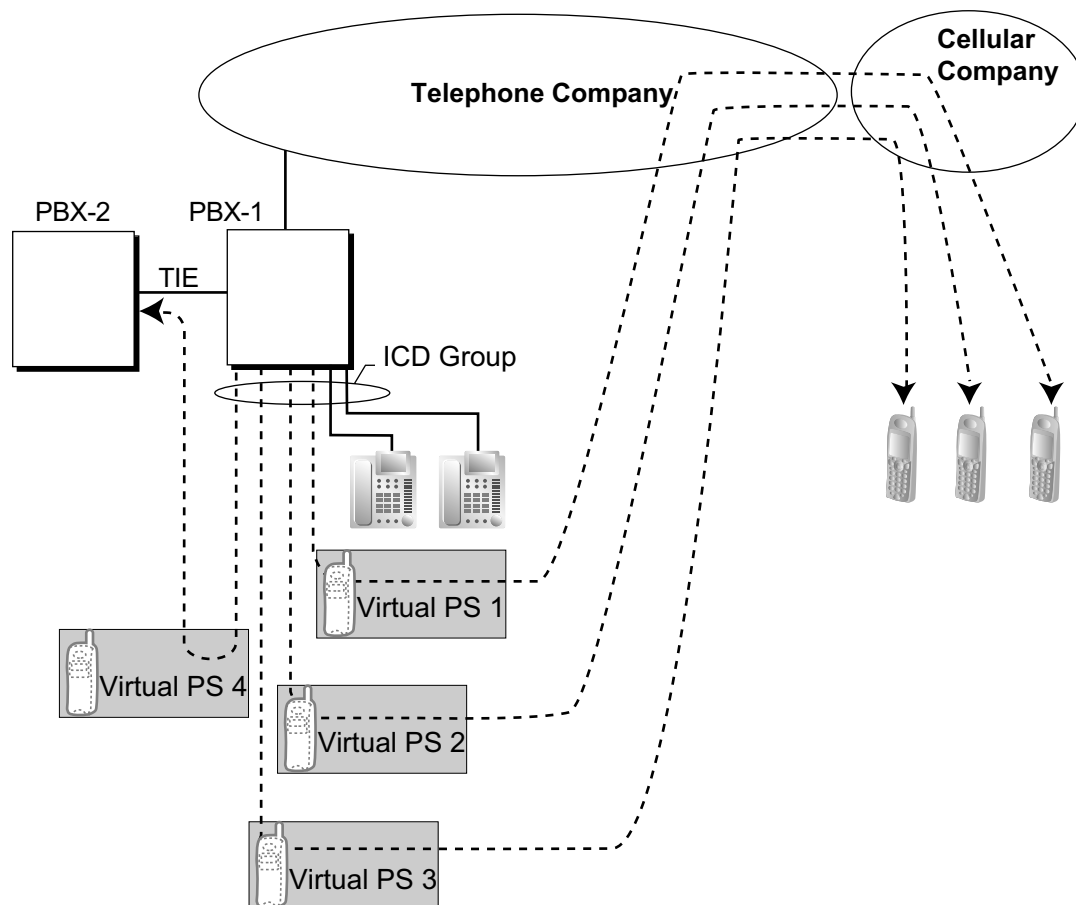 Cellular
Company
Telephone Company
PBX-2
PBX-1
TIE
ICD Group
Virtual PS 1
Virtual PS 4
Virtual PS 2
Virtual PS 3